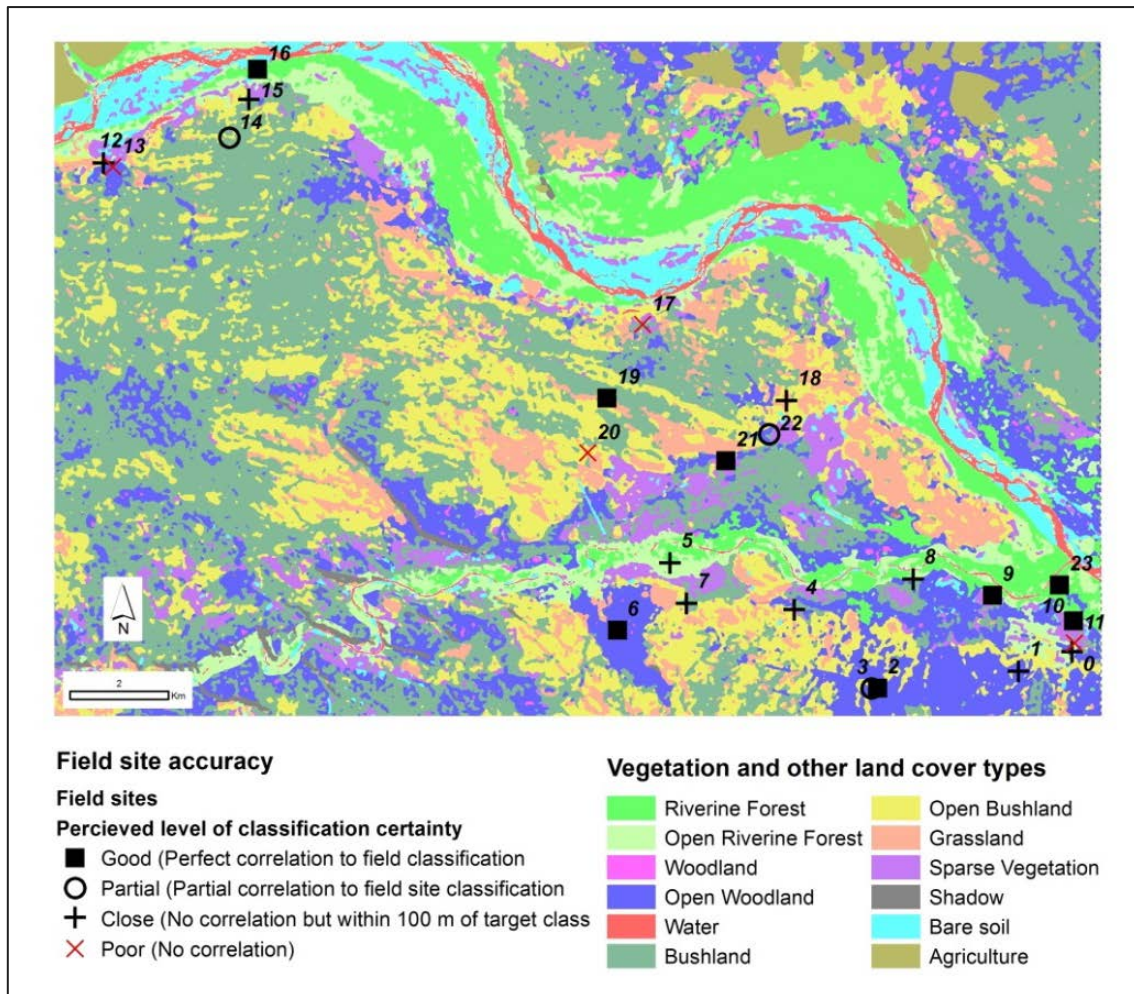 16
15
14
12 13
17
19
18
22
20
21
5
8
7
4
9
23
10
6
11
1
0
3 2
N
2
Km
Field site accuracy
Field sites
Percieved level of classification certainty
Good (Perfect correlation to field classification
Partial (Partial correlation to field site classification
Close (No correlation but within 100 m of target class
Poor (No correlation)
Vegetation and other land cover types
Riverine Forest
Open Riverine Forest
Woodland
Open Woodland
Water
Bushland
Open Bushland
Grassland
Sparse Vegetation
Shadow
Bare soil
Agriculture